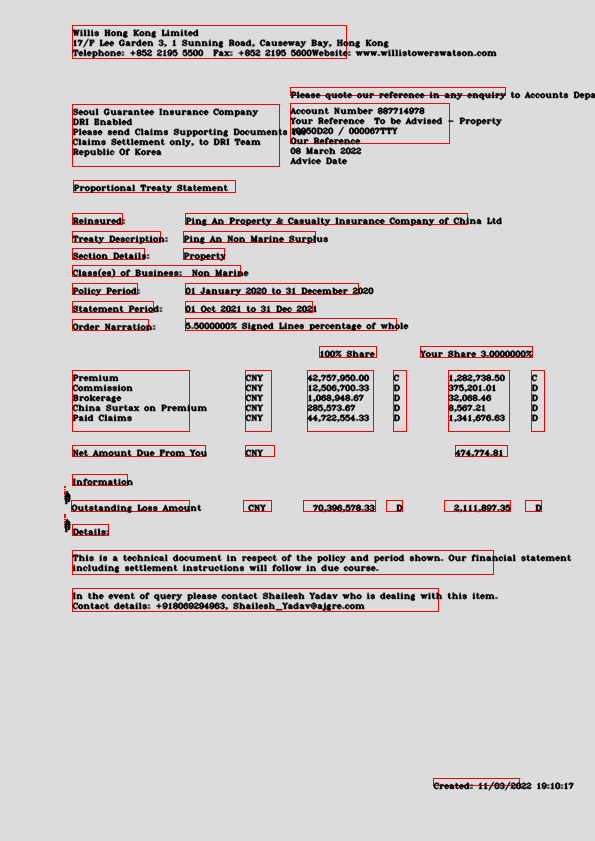 Willis Hong Kong Limited
17/F Lee Garden 3, 1 Sunning Road, Causeway Bay, Hong Kong
Telephone: +852 2195 5500 Fax: +852 2195 5600Website: www.willistowerswatson.com
Please quote our reference in any enquiry to Accounts Depa
Seoul Guarantee Insurance Company
DRI Enabled
Please send Claims Supporting Documents
Claims Settlement only, to DRI Team
Republic Of Korea
Account Number 887714978
Your Reference To be Advised - Property
20950D20 / 000067TTY
Our Reference
08 March 2022
Advice Date
Proportional Treaty Statement
Reinsured: Ping An Property & Casualty Insurance Company of China Ltd
Treaty Description: Ping An Non Marine Surplus
Section Details: Property
Class(es) of Business: Non Marine
Policy Period: 01 January 2020 to 31 December 2020
Statement Period: 01 Oct 2021 to 31 Dec 2021
Order Narration: 5.5000000% Signed Lines percentage of whole
100% Share Your Share 3.0000000%
Premium CNY 42,757,950.00 C 1,282,738.50 C
Commission CNY 12,506,700.33 D 375,201.01 D
Brokerage CNY 1,068,948.67 D 32,068.46 D
China Surtax on Premium CNY 285,573.67 D 8,567.21 D
Paid Claims CNY 44,722,554.33 D 1,341,676.63 D
Net Amount Due From You CNY 474,774.81
Information
Outstanding Loss Amount CNY 70,396,578.33 D 2,111,897.35 D
Details:
This is a technical document in respect of the policy and period shown. Our financial statement
including settlement instructions will follow in due course.
In the event of query please contact Shailesh Yadav who is dealing with this item.
Contact details: +918069294963, Shailesh_Yadav@ajgre.com
Created: 11/03/2022 19:10:17